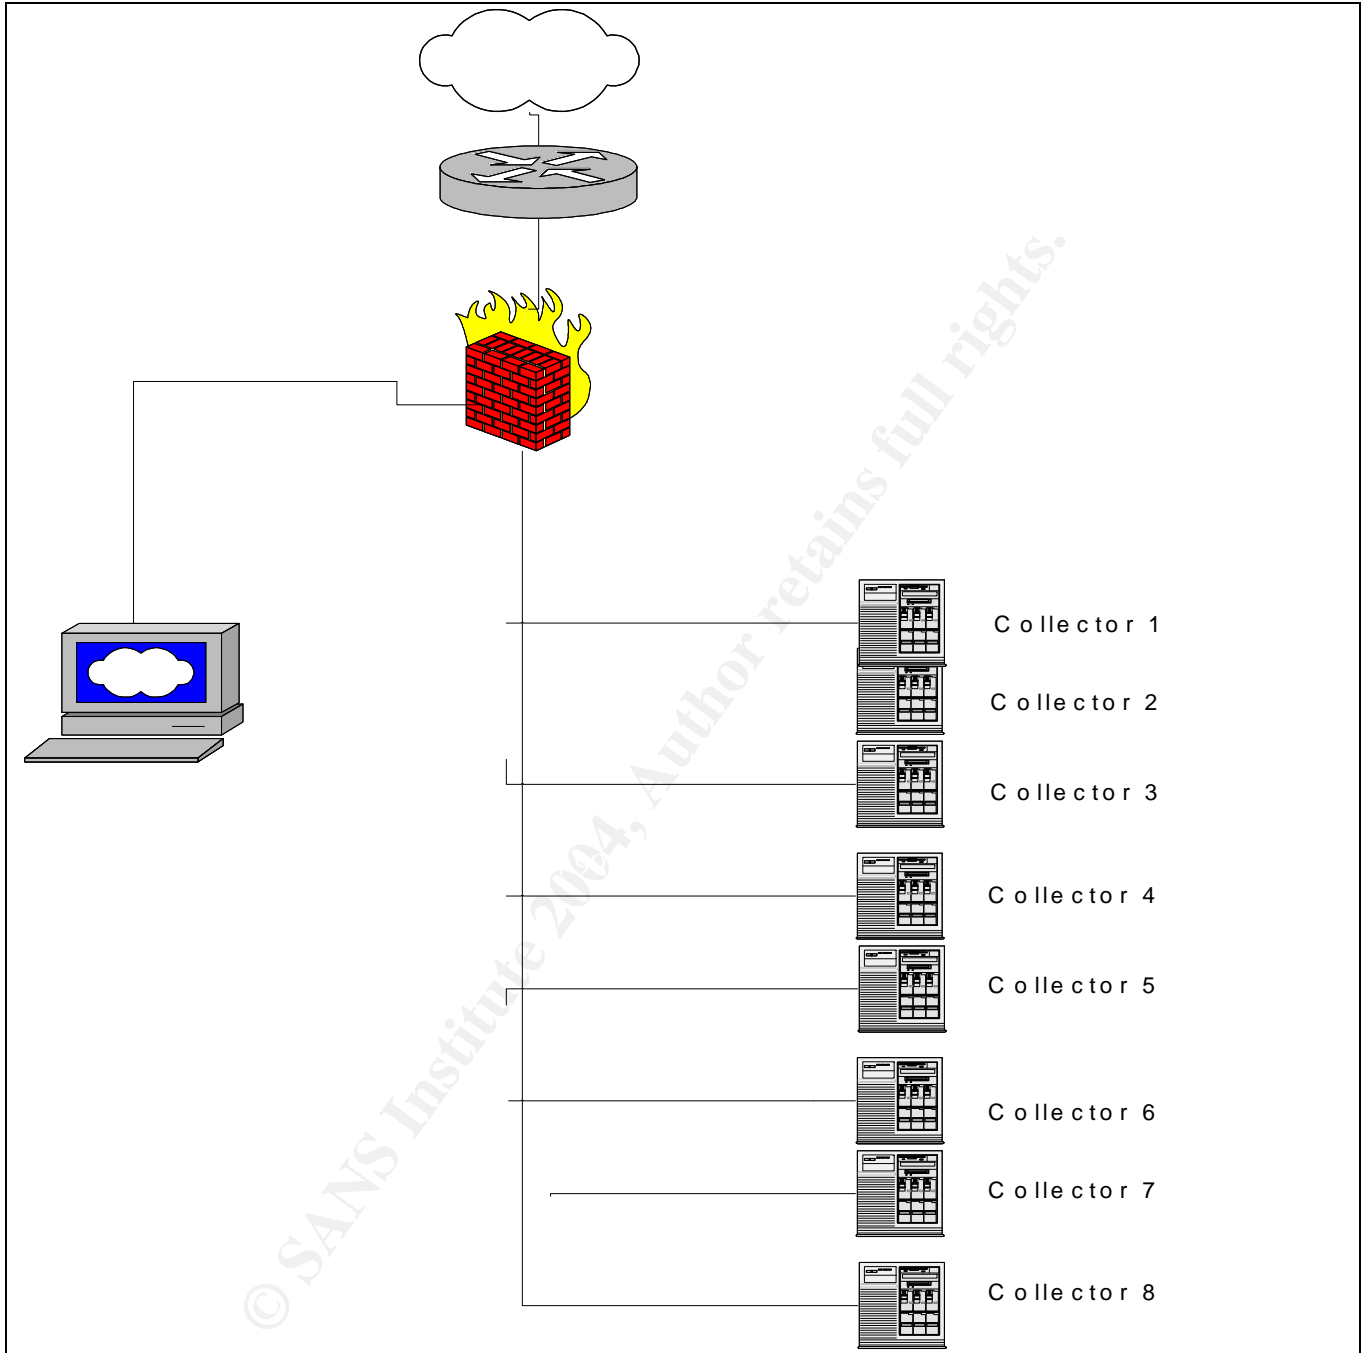 Collector 1
Collector 2
Collector 3
Collector 4
Collector 5
Collector 6
Collector 7
Collector 8
© SANS Institute 2004, Author retains full rights.